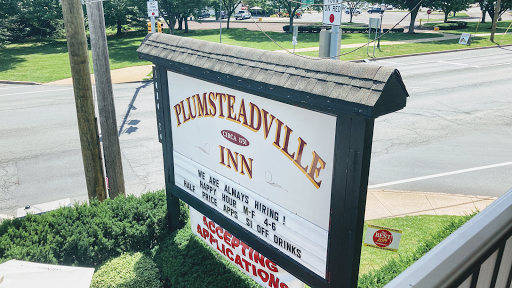 PLUMSTEADVILLE
CIRCA 1751
INN
WE ARE ALWAYS HIRING!
HAPPY HOUR M-F 4-6
HALF PRICE APPS $1 OFF DRINKS
ACCEPTING
APPLICATIONS
BEST